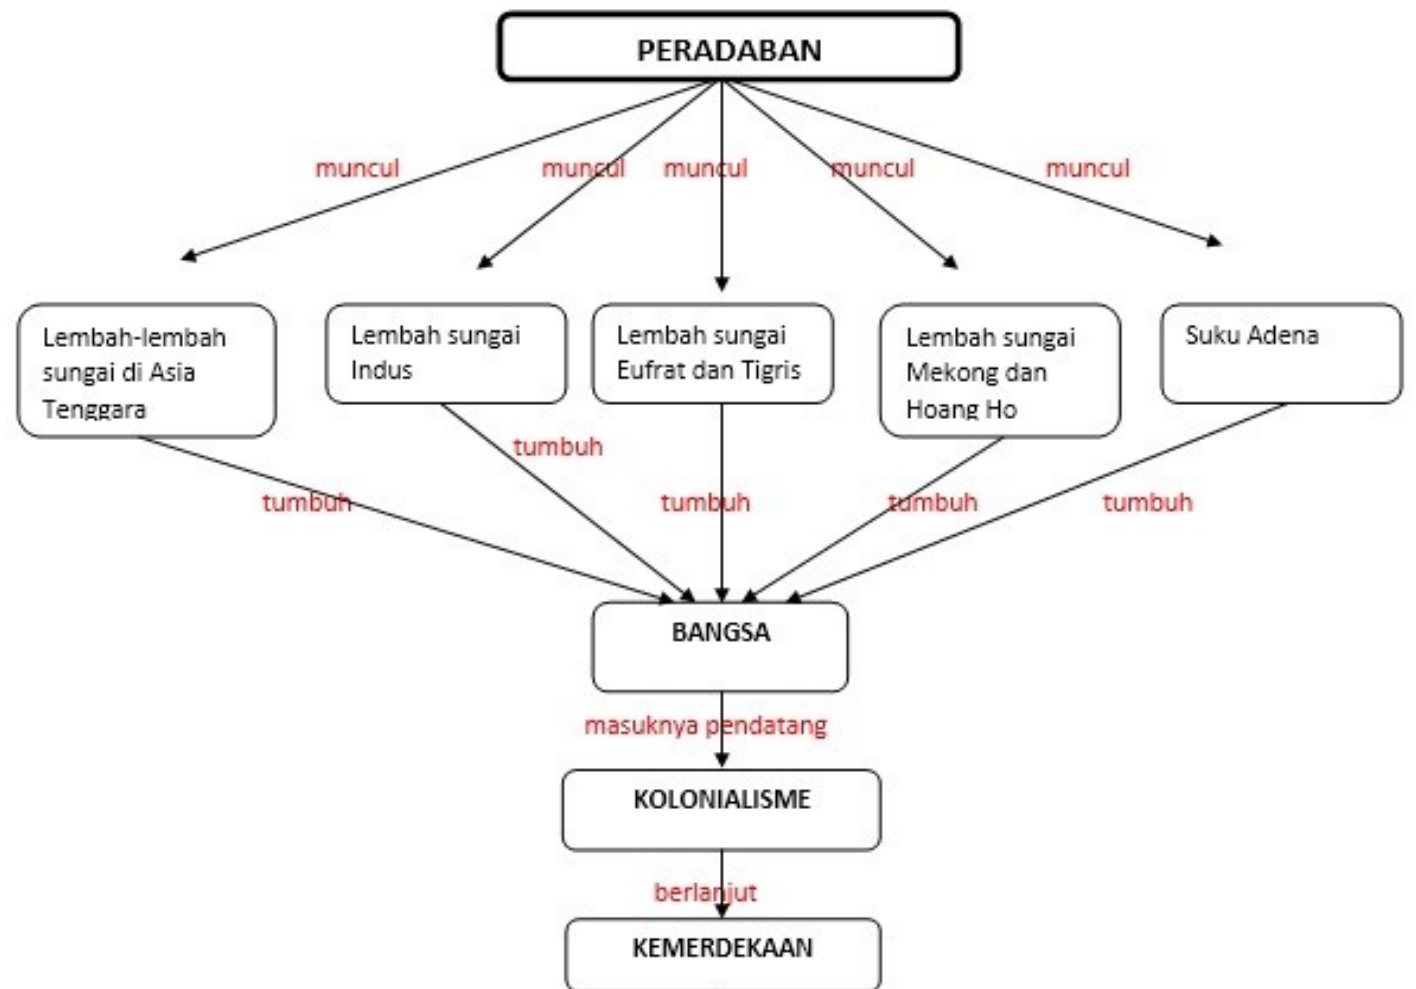 PERADABAN
muncul
muncul
muncul
muncul
muncul
Lembah-lembah
sungai di Asia
Tenggara
Lembah sungai
Indus
Lembah sungai
Eufrat dan Tigris
Lembah sungai
Mekong dan
Hoang Ho
Suku Adena
tumbuh
tumbuh
tumbuh
tumbuh
tumbuh
BANGSA
masuknya pendatang
KOLONIALISME
berlanjut
KEMERDEKAAN